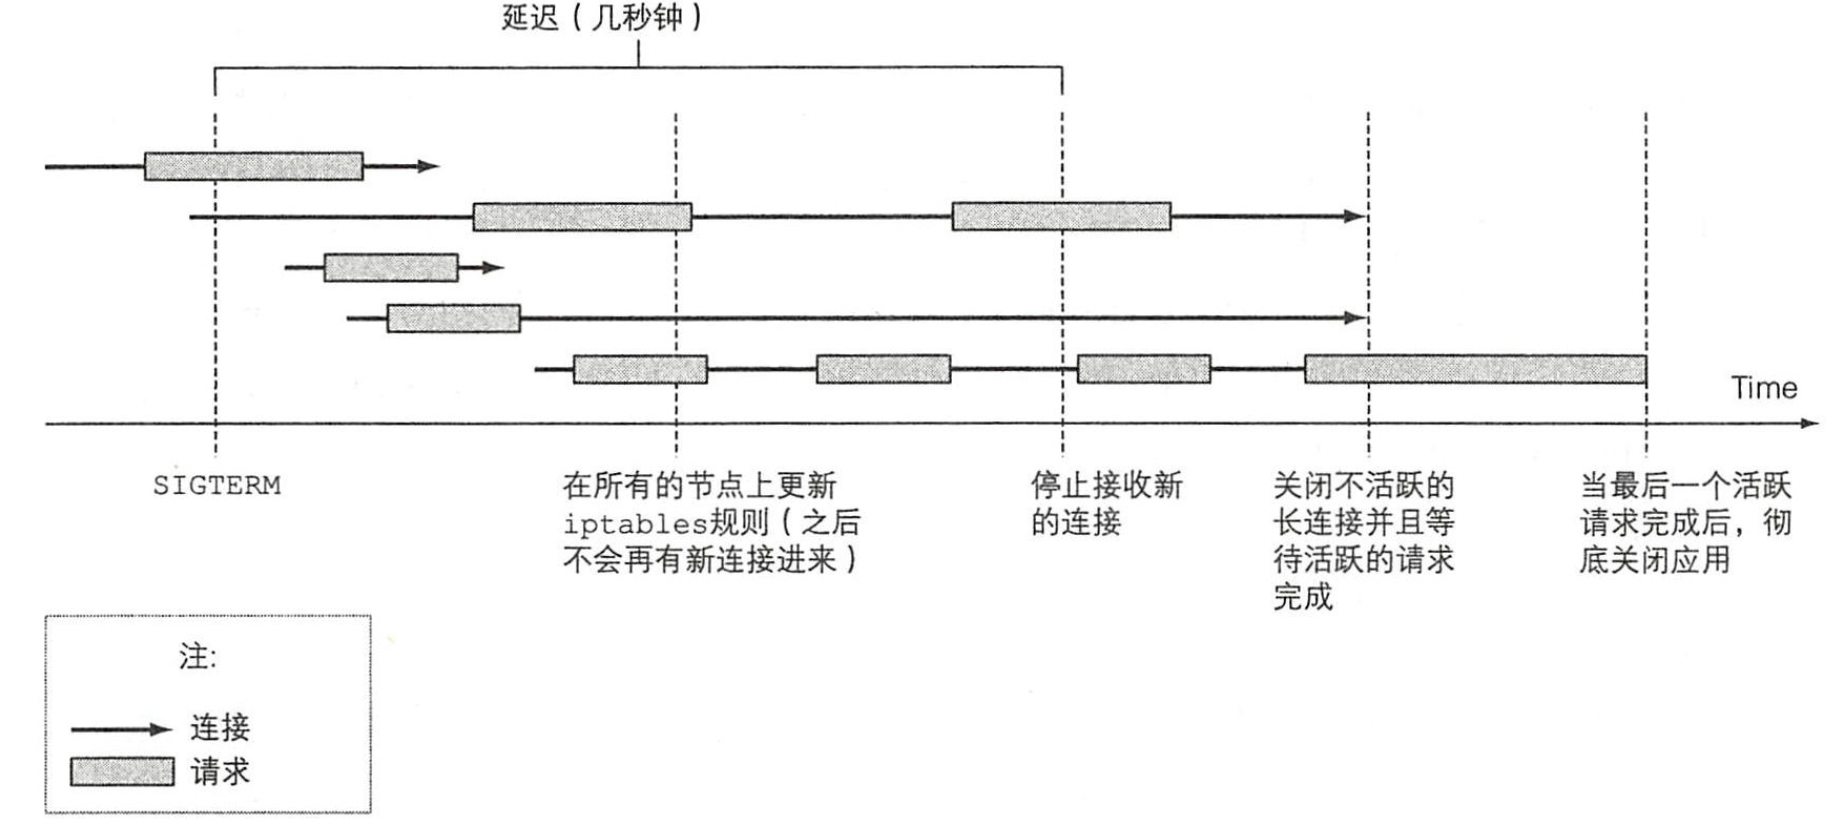 延迟（几秒钟）
Time
SIGTERM
在所有的节点上更新
iptables规则（之后
不会再有新连接进来）
停止接收新
的连接
关闭不活跃的
长连接并且等
待活跃的请求
完成
当最后一个活跃
请求完成后，彻
底关闭应用
注:
连接
请求